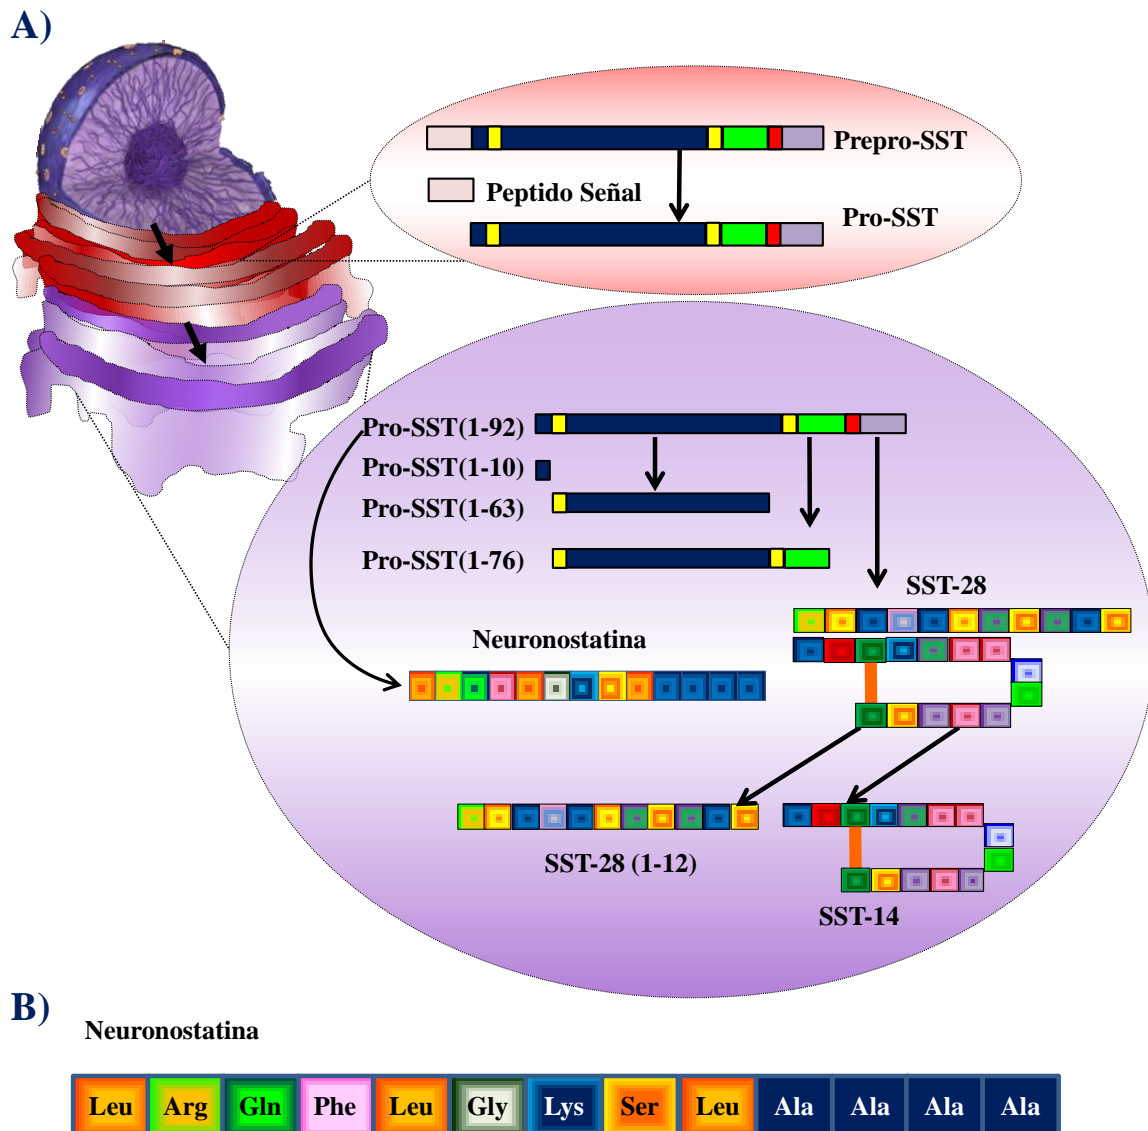 A)
Prepro-SST
Peptido Señal
Pro-SST
Pro-SST(1-92)
Pro-SST(1-10)
Pro-SST(1-63)
Pro-SST(1-76)
SST-28
Neuronostatina
SST-28 (1-12)
SST-14
B)
Neuronostatina
Leu Arg Gln Phe Leu Gly Lys Ser Leu Ala Ala Ala Ala